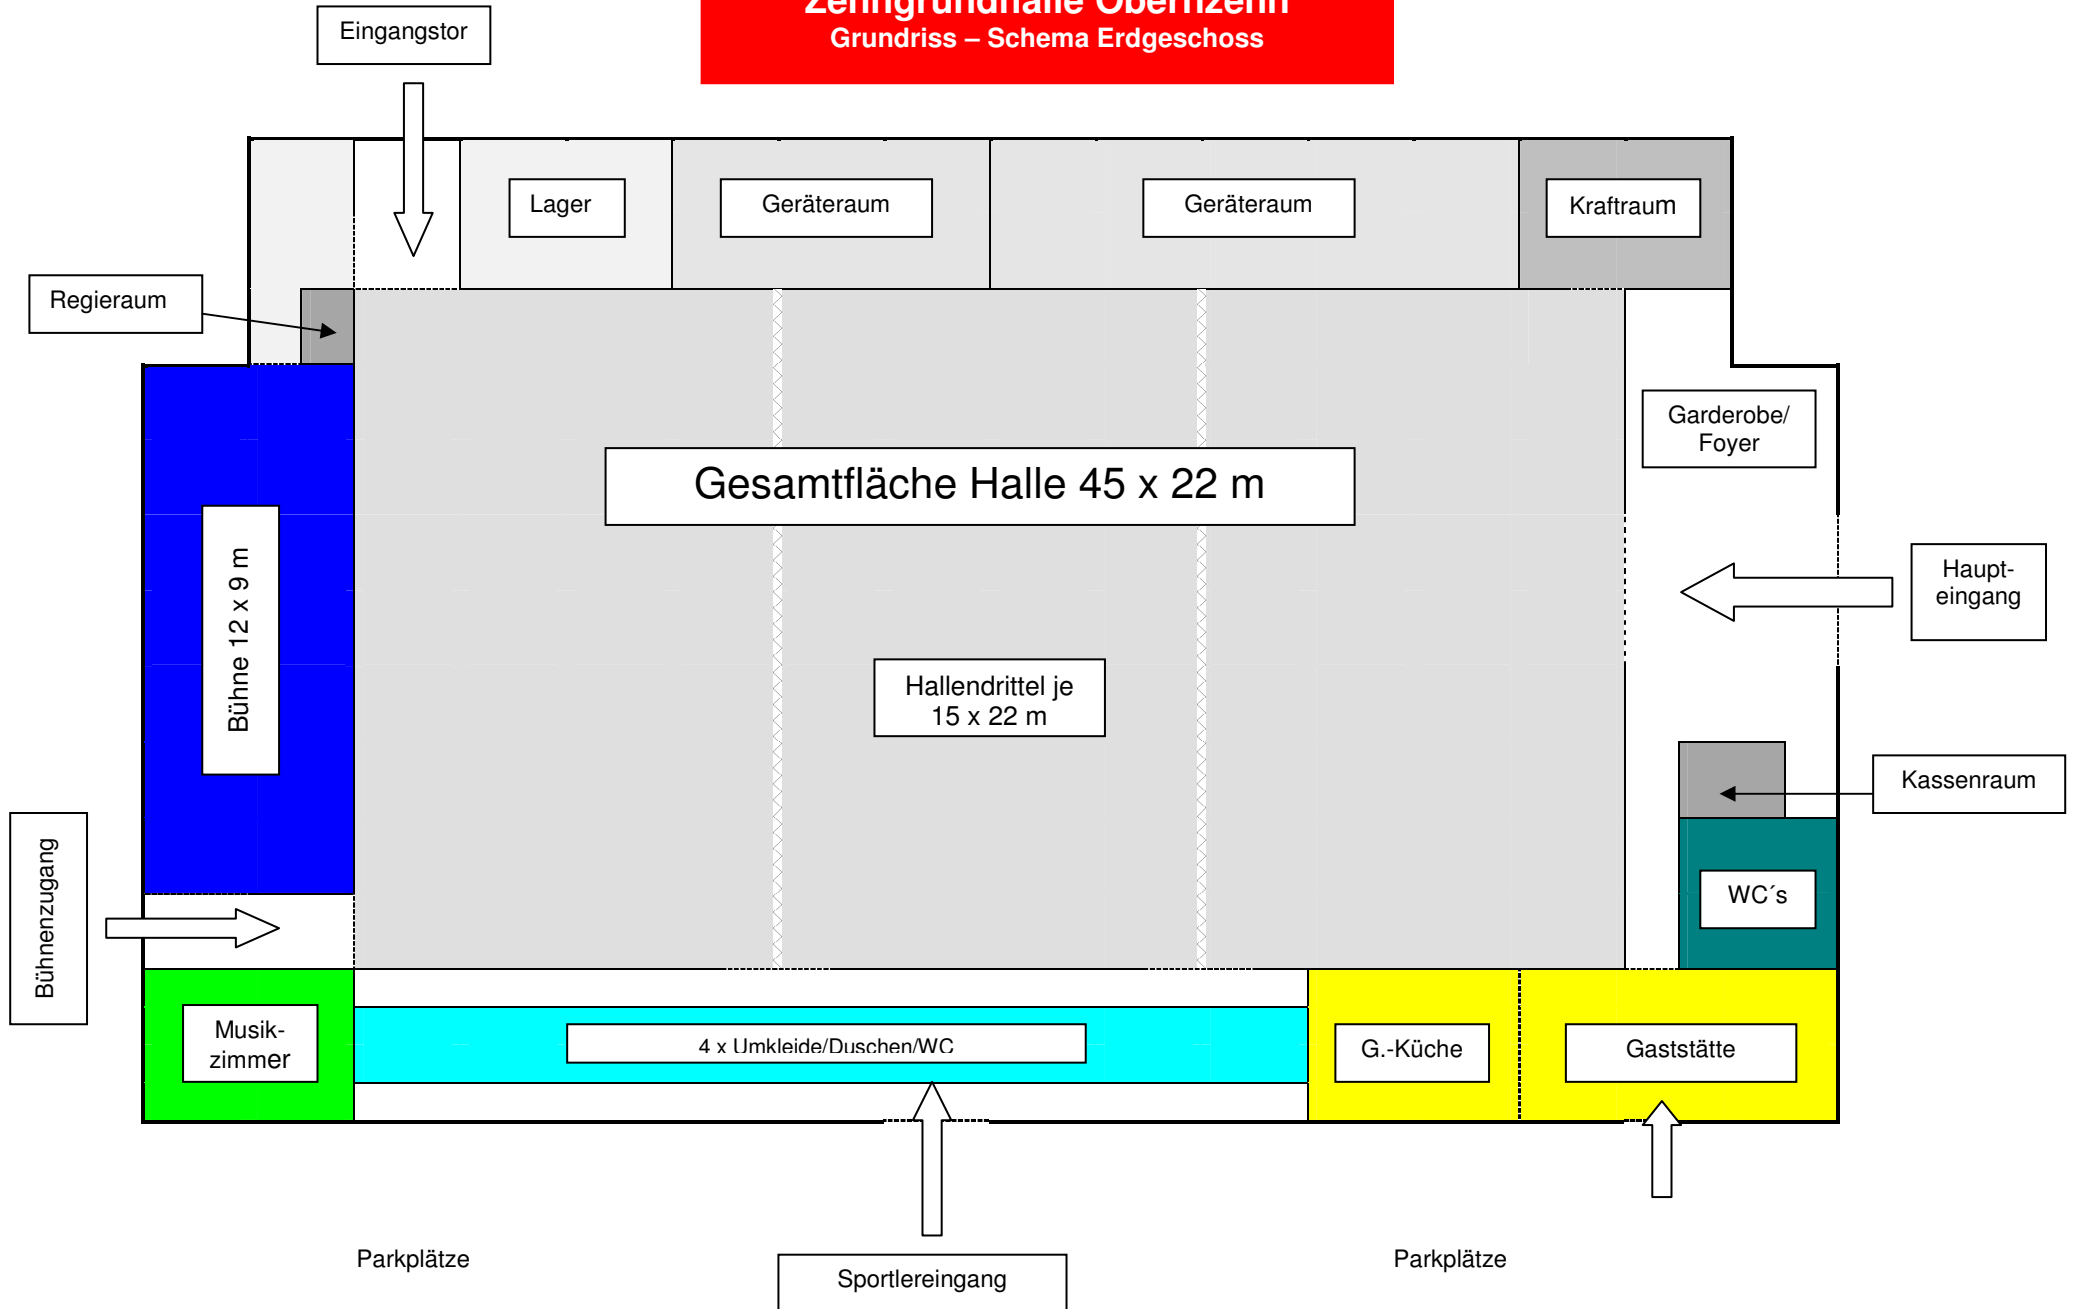 Zenngrundhalle Obernzenn
Grundriss – Schema Erdgeschoss
Eingangstor
Lager
Geräteraum
Geräteraum
Kraftraum
Regieraum
Garderobe/
Foyer
Gesamtfläche Halle 45 x 22 m
Bühne 12 x 9 m
Haupt-
eingang
Hallendrittel je
15 x 22 m
Kassenraum
Bühnenzugang
WC´s
Musik-
zimmer
4 x Umkleide/Duschen/WC
G.-Küche
Gaststätte
Parkplätze
Parkplätze
Sportlereingang